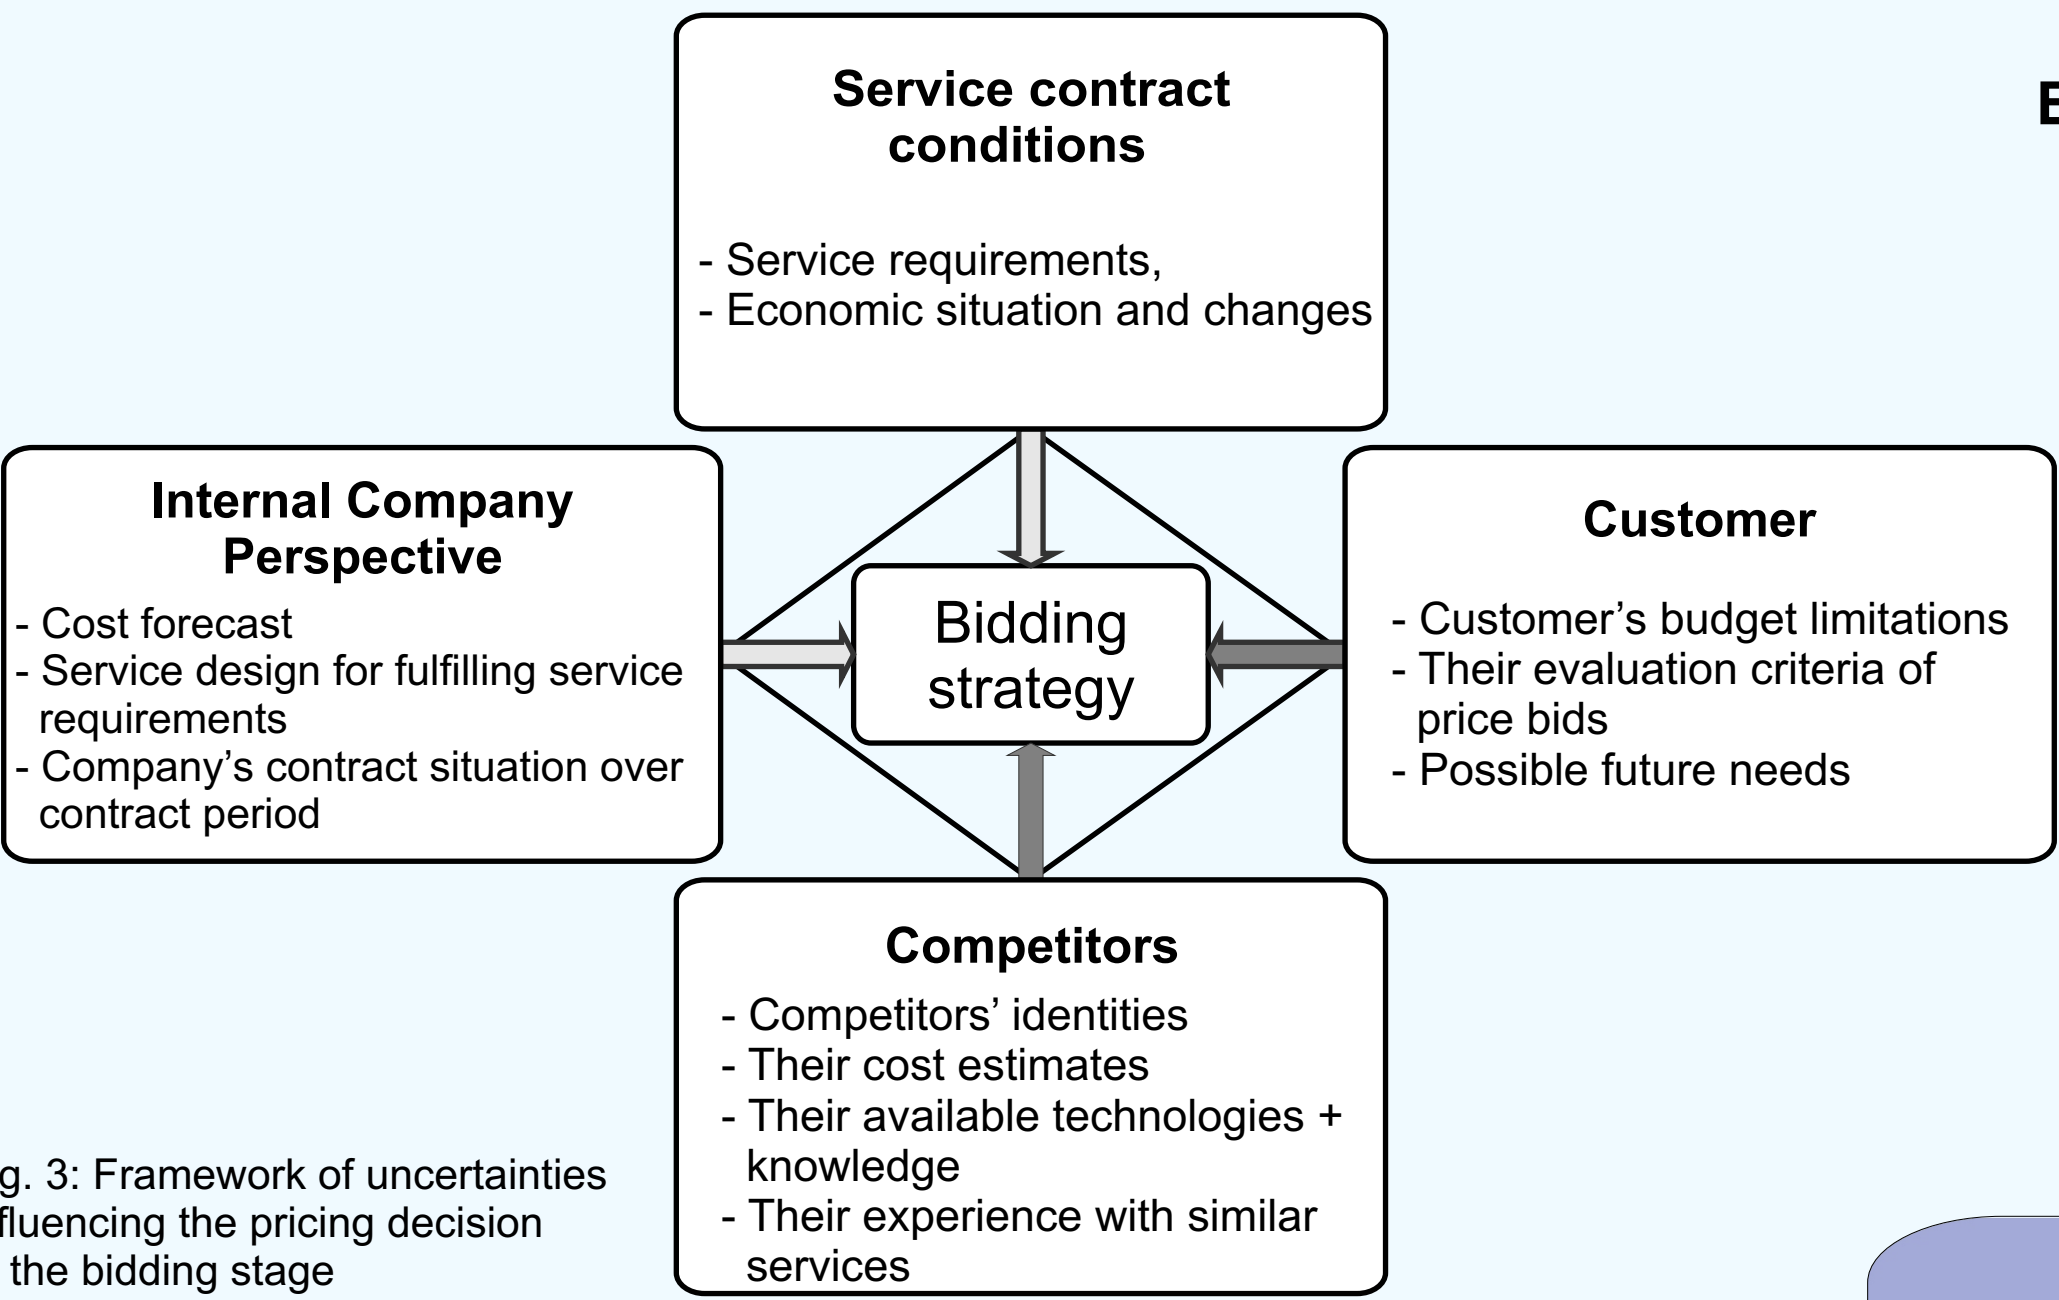 Service contract
conditions
- Service requirements,
- Economic situation and changes
Internal Company
Perspective
- Cost forecast
- Service design for fulfilling service
requirements
- Company’s contract situation over
contract period
Bidding
strategy
Customer
- Customer’s budget limitations
- Their evaluation criteria of
price bids
- Possible future needs
Competitors
- Competitors’ identities
- Their cost estimates
- Their available technologies +
knowledge
- Their experience with similar
services
g. 3: Framework of uncertainties
fluencing the pricing decision
the bidding stage